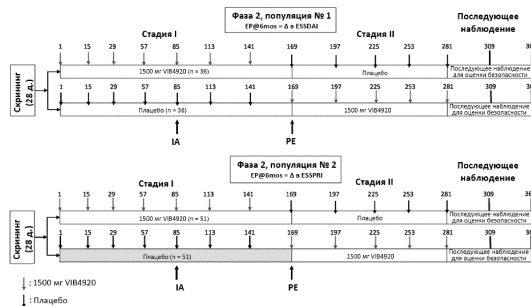 Фаза 2, популяция № 1
EP@6mos = Δ в ESSDAI
Стадия I
Стадия II
Последующее наблюдение
1 15 29 57 85 113 141 169 197 225 253 281 309
Скрининг (28 д.)
1500 мг VIB4920 (n = 36)
Плацебо
Последующее наблюдение для оценки безопасности
Плацебо (n = 36)
1500 мг VIB4920
Последующее наблюдение для оценки безопасности
IA
PE
Фаза 2, популяция № 2
EP@6mos = Δ в ESSPRI
Стадия I
Стадия II
Последующее наблюдение
1 15 29 57 85 113 141 169 197 225 253 281 309
Скрининг (28 д.)
1500 мг VIB4920 (n = 51)
Плацебо
Последующее наблюдение для оценки безопасности
Плацебо (n = 51)
1500 мг VIB4920
Последующее наблюдение для оценки безопасности
IA
PE
: 1500 мг VIB4920
: Плацебо